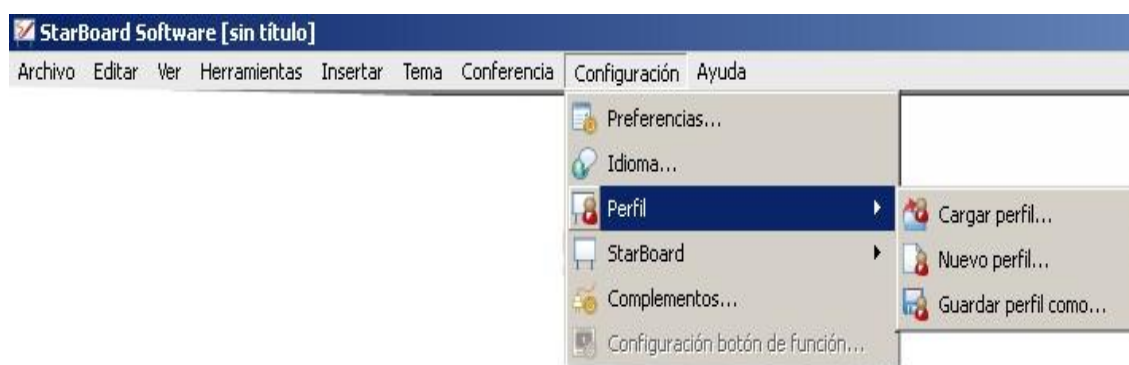 StarBoard Software [sin título]
Archivo Editar Ver Herramientas Insertar Tema Conferencia Configuración Ayuda
Preferencias...
Idioma...
Perfil
Cargar perfil...
StarBoard
Nuevo perfil...
Complementos...
Guardar perfil como...
Configuración botón de función...